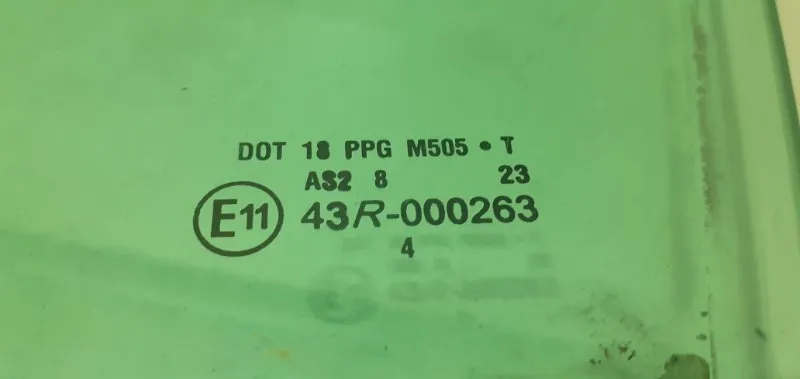 DOT 18 PPG M505 • T
AS2 8 23
E11 43R-000263
4